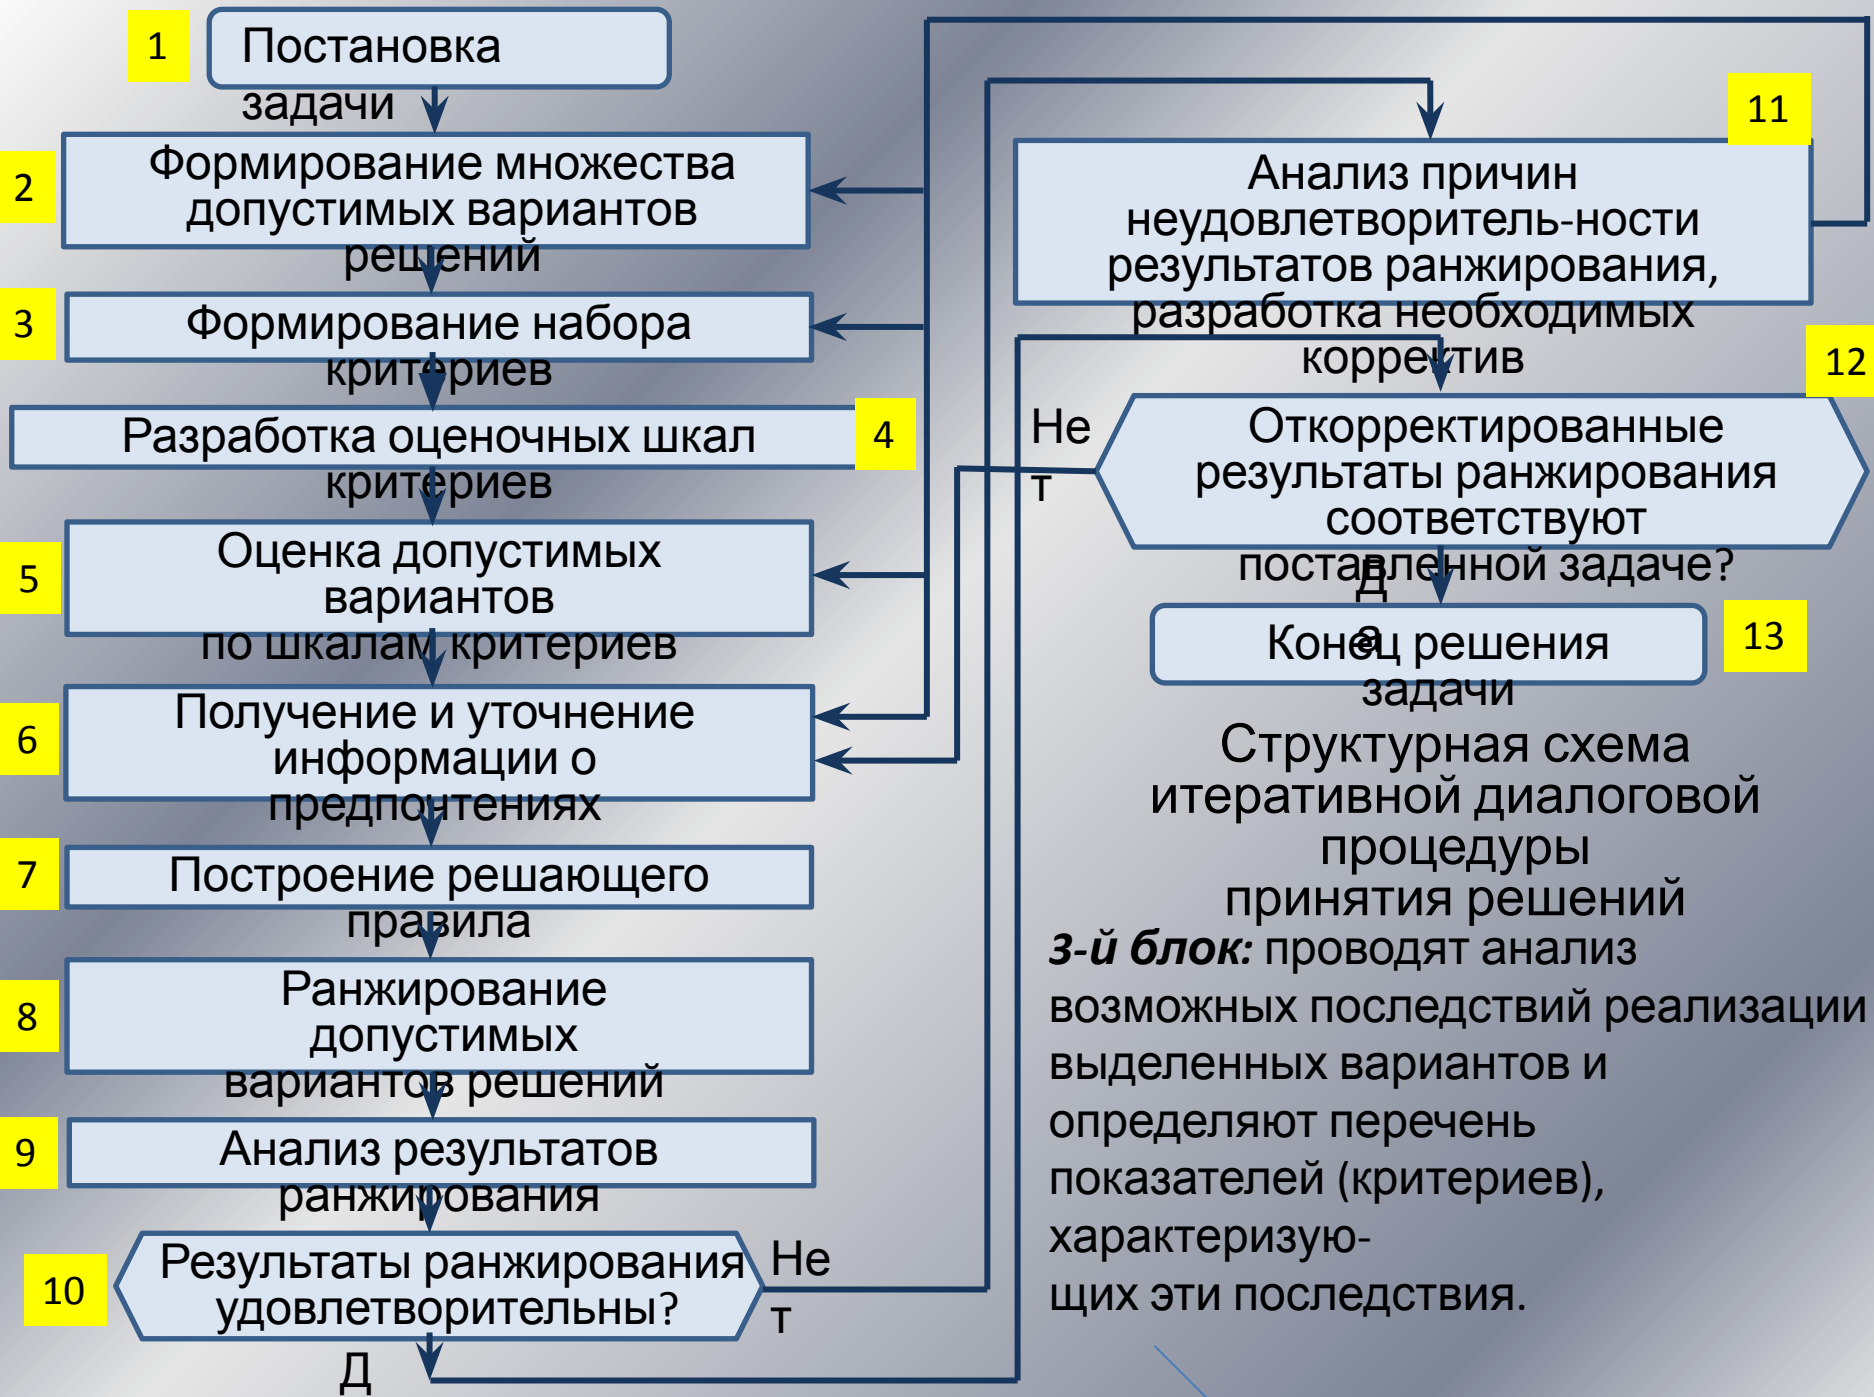 1
Постановка
задачи
2
Формирование множества
допустимых вариантов
решений
3
Формирование набора
критериев
Разработка оценочных шкал
критериев
4
5
Оценка допустимых
вариантов
по шкалам критериев
6
Получение и уточнение
информации о
предпочтениях
7
Построение решающего
правила
8
Ранжирование
допустимых
вариантов решений
9
Анализ результатов
ранжирования
10
Результаты ранжирования
удовлетворительны?
Не
т
Д
11
Анализ причин
неудовлетворитель-ности
результатов ранжирования,
разработка необходимых
корректив
12
Не
т
Откорректированные
результаты ранжирования
соответствуют
поставленной задаче?
Д
а
Конец решения
задачи
13
Структурная схема
итеративной диалоговой
процедуры
принятия решений
3-й блок: проводят анализ
возможных последствий реализации
выделенных вариантов и
определяют перечень
показателей (критериев),
характеризую-
щих эти последствия.